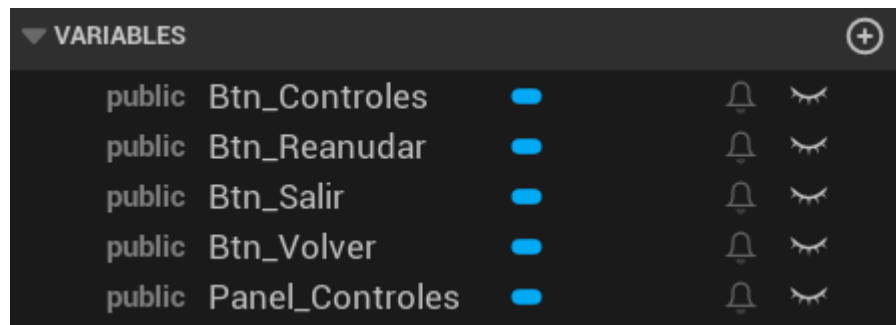 VARIABLES
public Btn_Controles
public Btn_Reanudar
public Btn_Salir
public Btn_Volver
public Panel_Controles